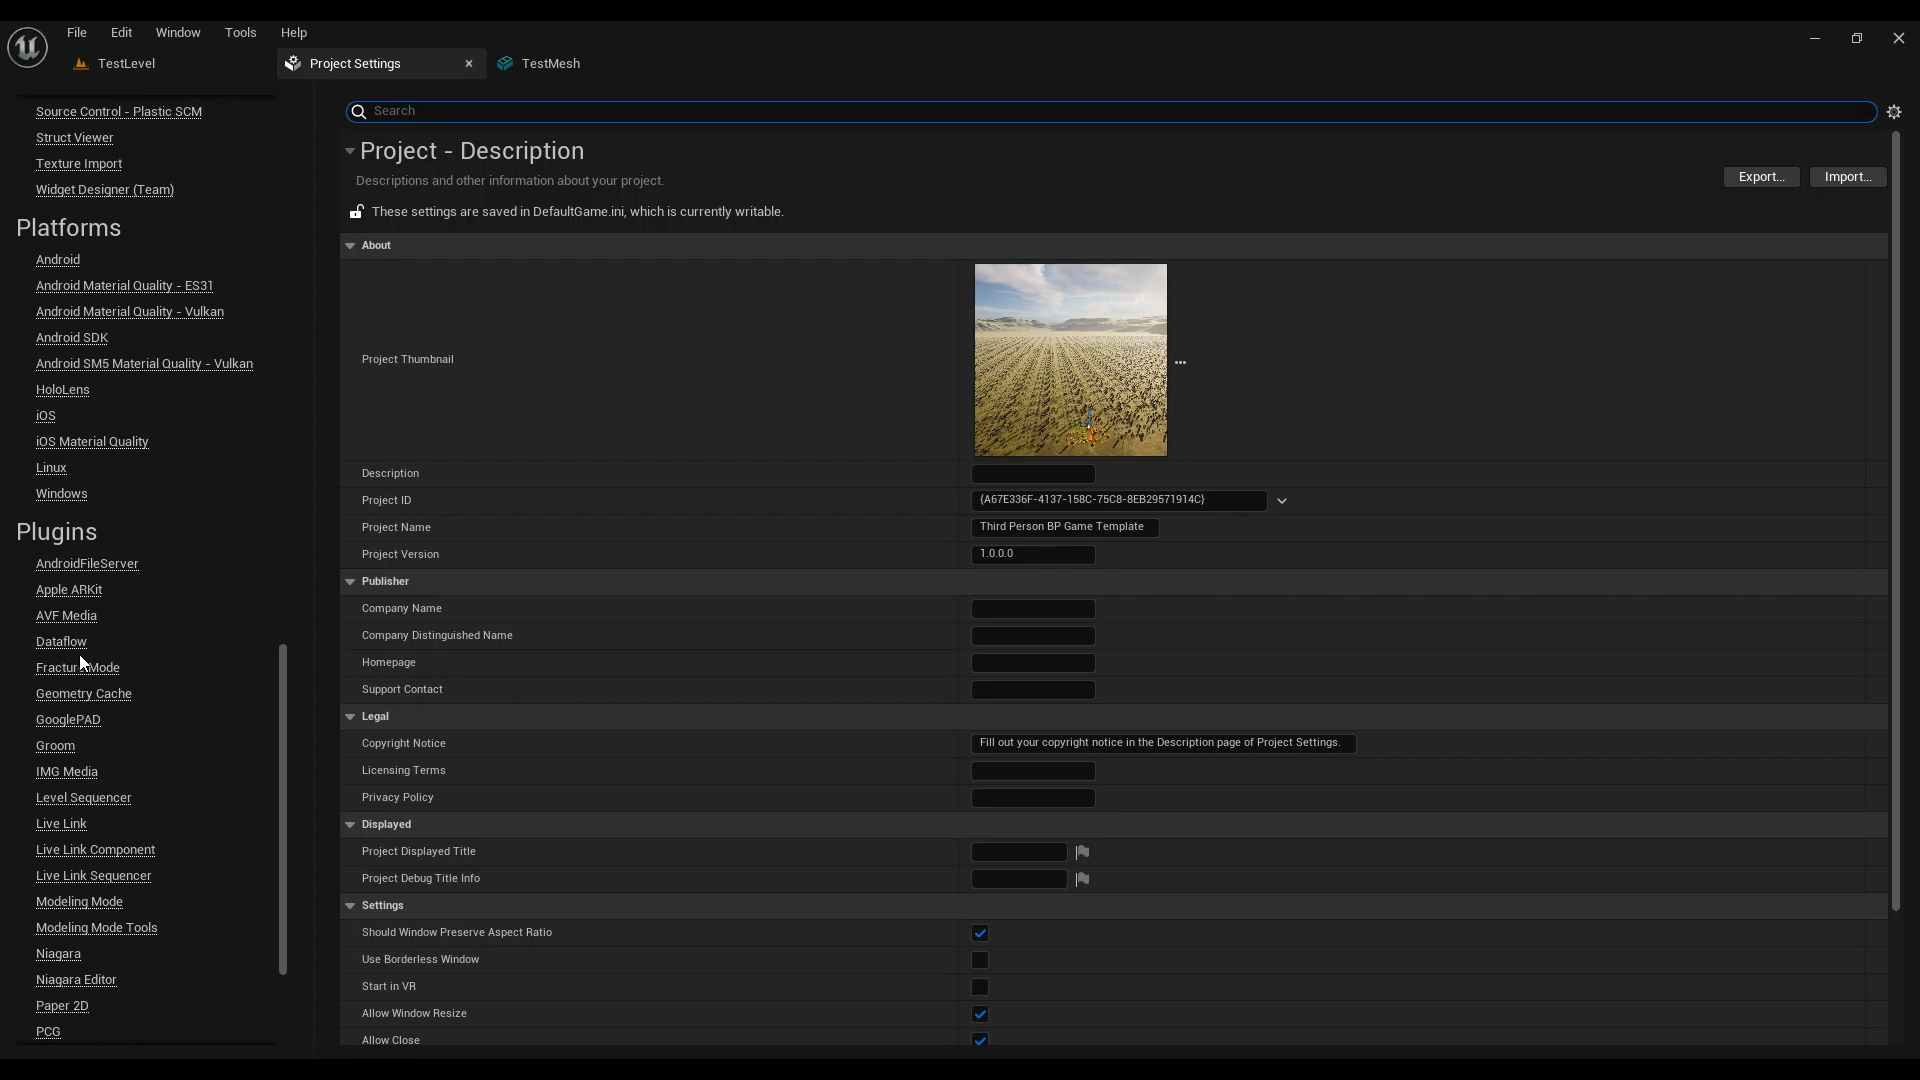 File Edit Window Tools Help
TestLevel
Project Settings
TestMesh
Source Control - Plastic SCM
Struct Viewer
Texture Import
Widget Designer (Team)
Platforms
Android
Android Material Quality - ES31
Android Material Quality - Vulkan
Android SDK
Android SM5 Material Quality - Vulkan
HoloLens
iOS
iOS Material Quality
Linux
Windows
Plugins
AndroidFileServer
Apple ARKit
AVF Media
Dataflow
Fracture Mode
Geometry Cache
GooglePAD
Groom
IMG Media
Level Sequencer
Live Link
Live Link Component
Live Link Sequencer
Modeling Mode
Modeling Mode Tools
Niagara
Niagara Editor
Paper 2D
PCG
Search
Project - Description
Descriptions and other information about your project.
Export...
Import...
These settings are saved in DefaultGame.ini, which is currently writable.
About
Project Thumbnail
Description
Project ID {A67E336F-4137-158C-75C8-8EB29571914C}
Project Name Third Person BP Game Template
Project Version 1.0.0.0
Publisher
Company Name
Company Distinguished Name
Homepage
Support Contact
Legal
Copyright Notice Fill out your copyright notice in the Description page of Project Settings.
Licensing Terms
Privacy Policy
Displayed
Project Displayed Title
Project Debug Title Info
Settings
Should Window Preserve Aspect Ratio
Use Borderless Window
Start in VR
Allow Window Resize
Allow Close